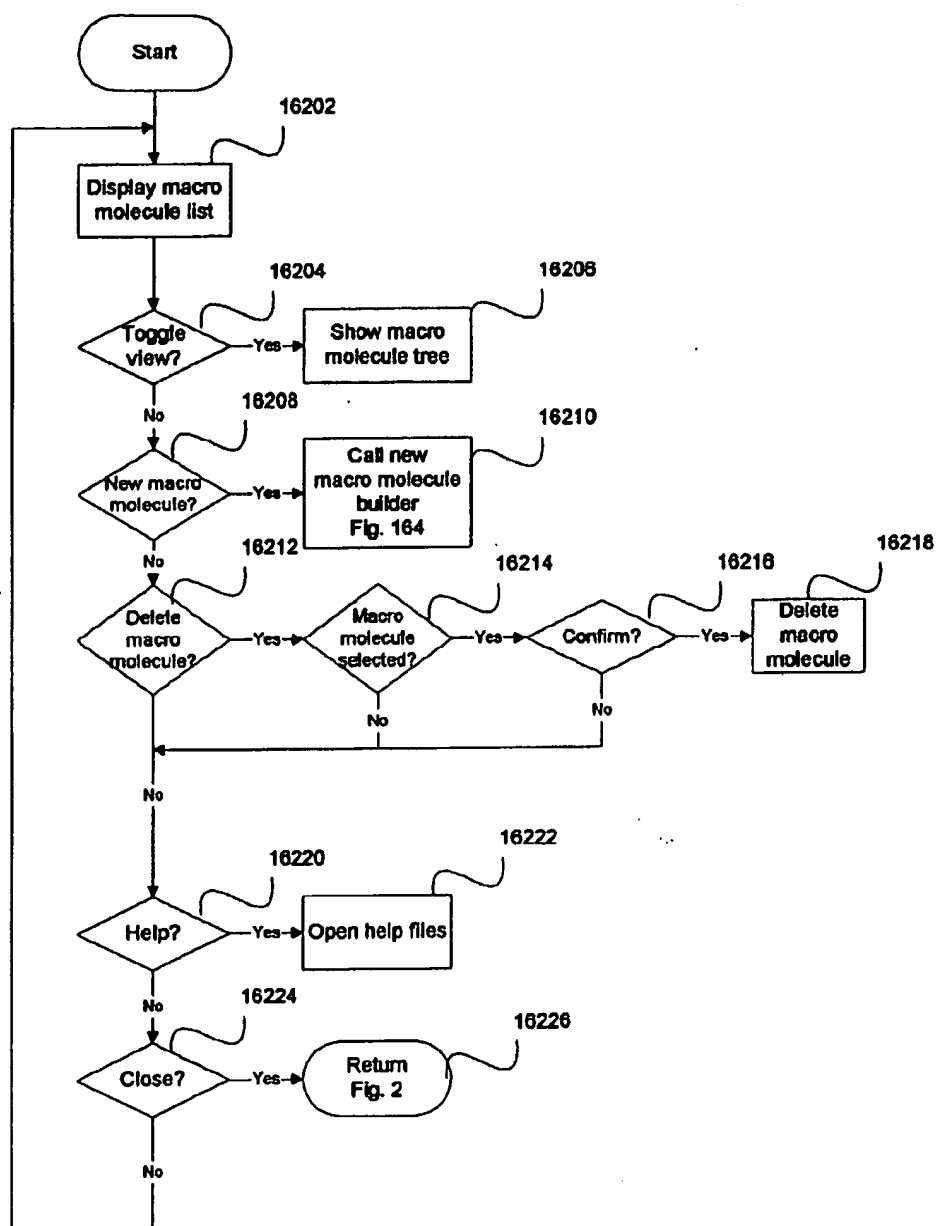 Start
16202
Display macro
molecule list
16204
16206
Toggle
view?
Yes
Show macro
molecule tree
No
16208
16210
New macro
molecule?
Yes
Call new
macro molecule
builder
Fig. 164
No
16212
16214
16216
16218
Delete
macro
molecule?
Yes
Macro
molecule
selected?
Yes
Confirm?
Yes
Delete
macro
molecule
No
No
No
16220
16222
Help?
Yes
Open help files
No
16224
16226
Close?
Yes
Return
Fig. 2
No